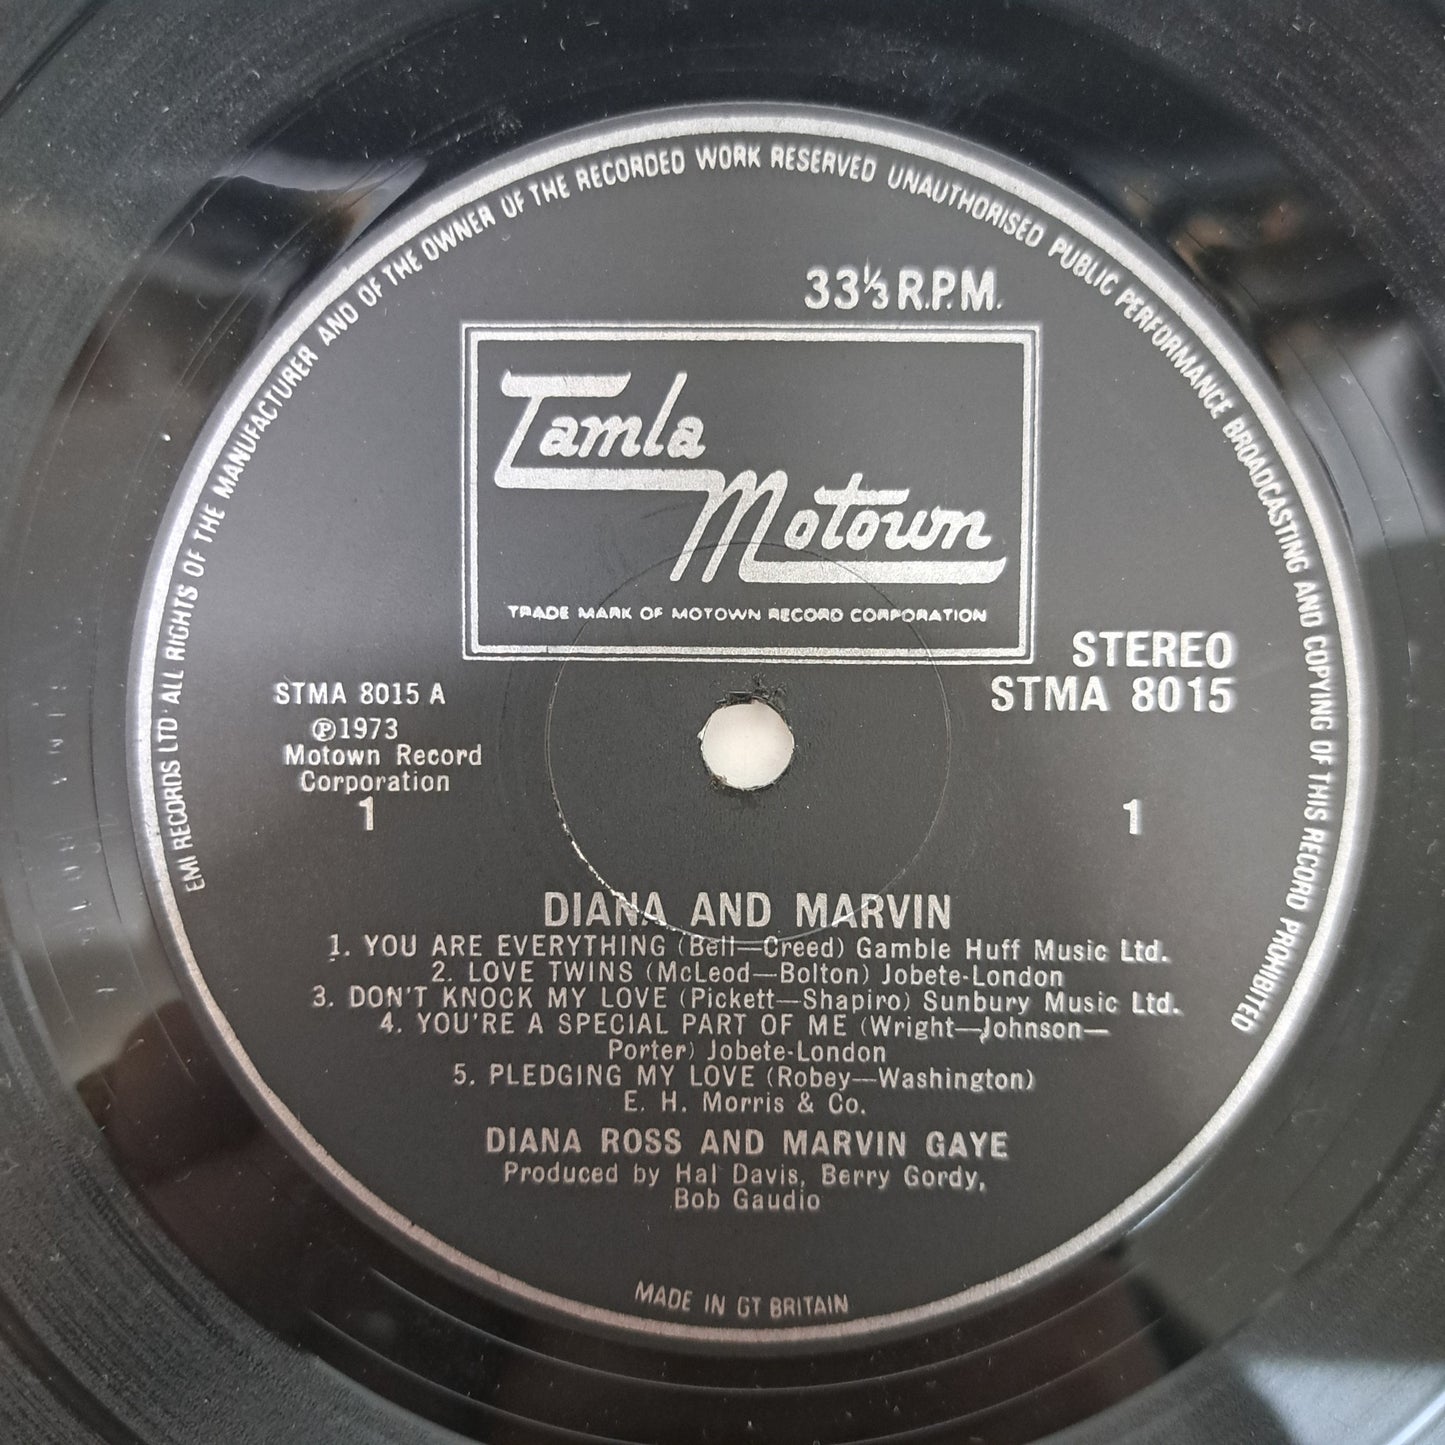 EMI RECORDS LTD · ALL RIGHTS OF THE MANUFACTURER AND OF THE OWNER OF THE RECORDED WORK RESERVED UNAUTHORISED PUBLIC PERFORMANCE BROADCASTING AND COPYING OF THIS RECORD PROHIBITED
33⅓ R.P.M.
Tamla
Motown
TRADE MARK OF MOTOWN RECORD CORPORATION
STEREO
STMA 8015
STMA 8015 A
℗1973
Motown Record
Corporation
1
1
DIANA AND MARVIN
1. YOU ARE EVERYTHING (Bell—Creed) Gamble Huff Music Ltd.
2. LOVE TWINS (McLeod—Bolton) Jobete-London
3. DON'T KNOCK MY LOVE (Pickett—Shapiro) Sunbury Music Ltd.
4. YOU'RE A SPECIAL PART OF ME (Wright—Johnson—
Porter) Jobete-London
5. PLEDGING MY LOVE (Robey—Washington)
E. H. Morris & Co.
DIANA ROSS AND MARVIN GAYE
Produced by Hal Davis, Berry Gordy,
Bob Gaudio
MADE IN GT BRITAIN